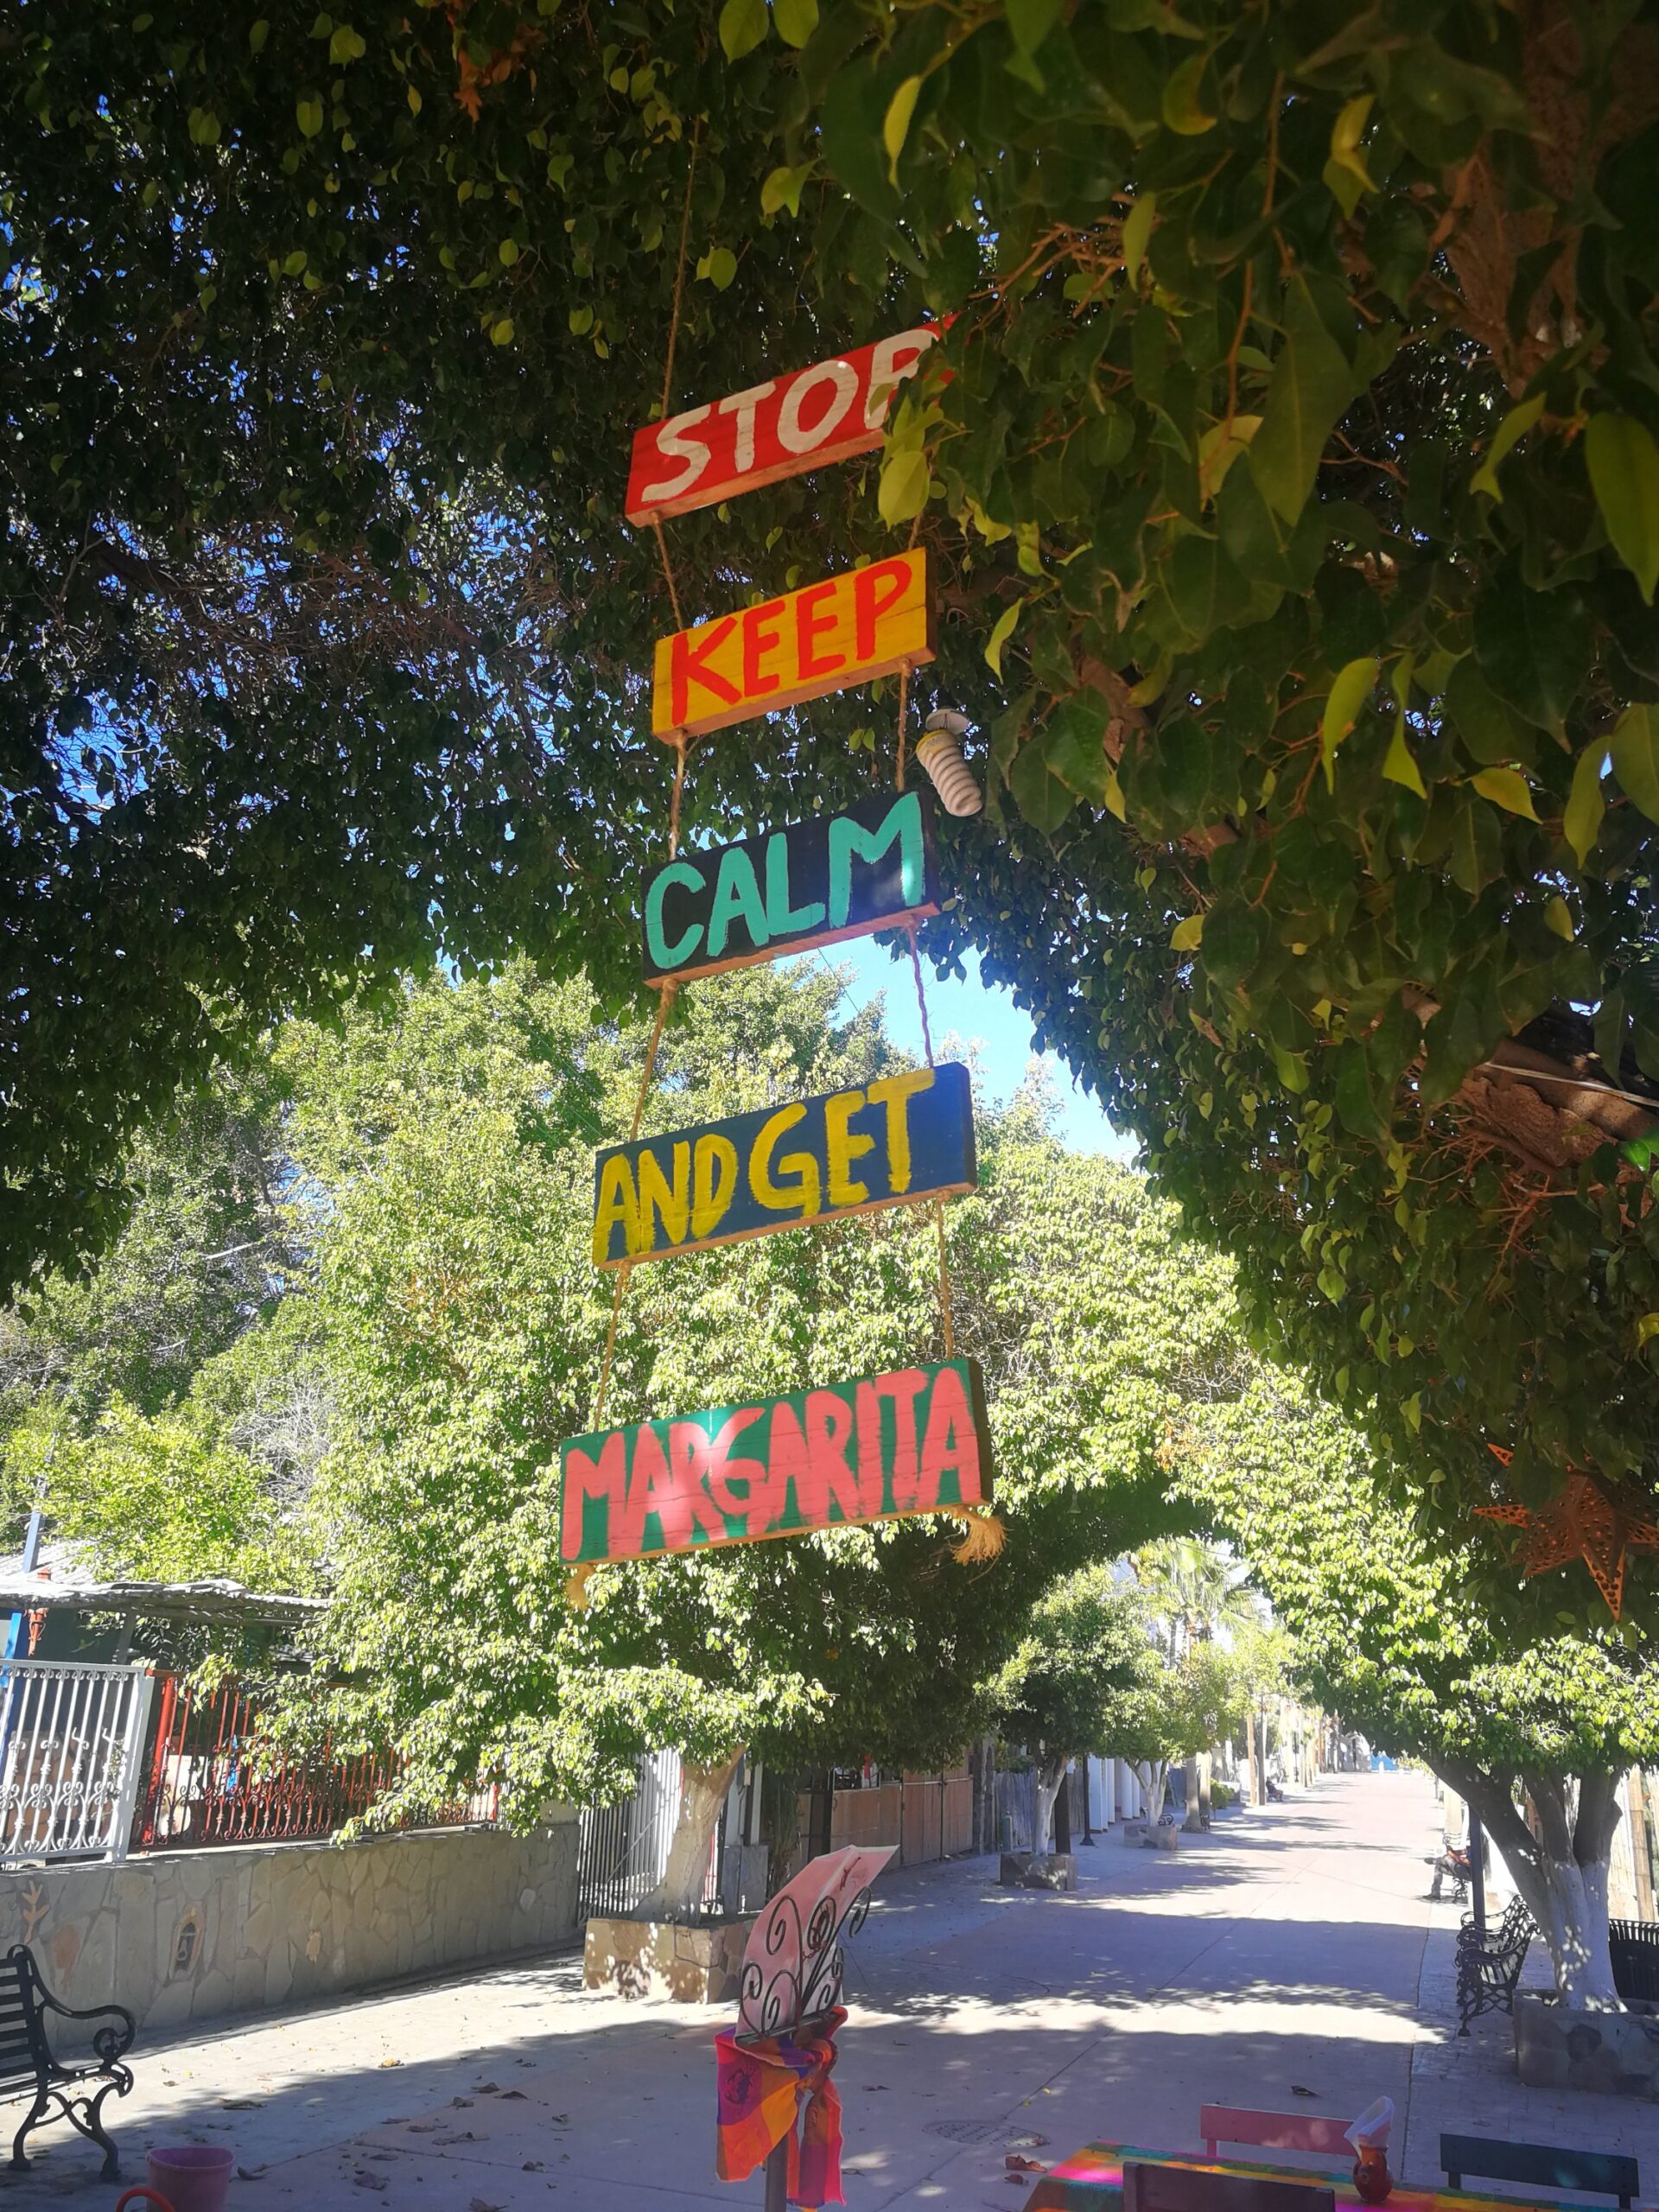 STOP
KEEP
CALM
AND GET
MARGARITA